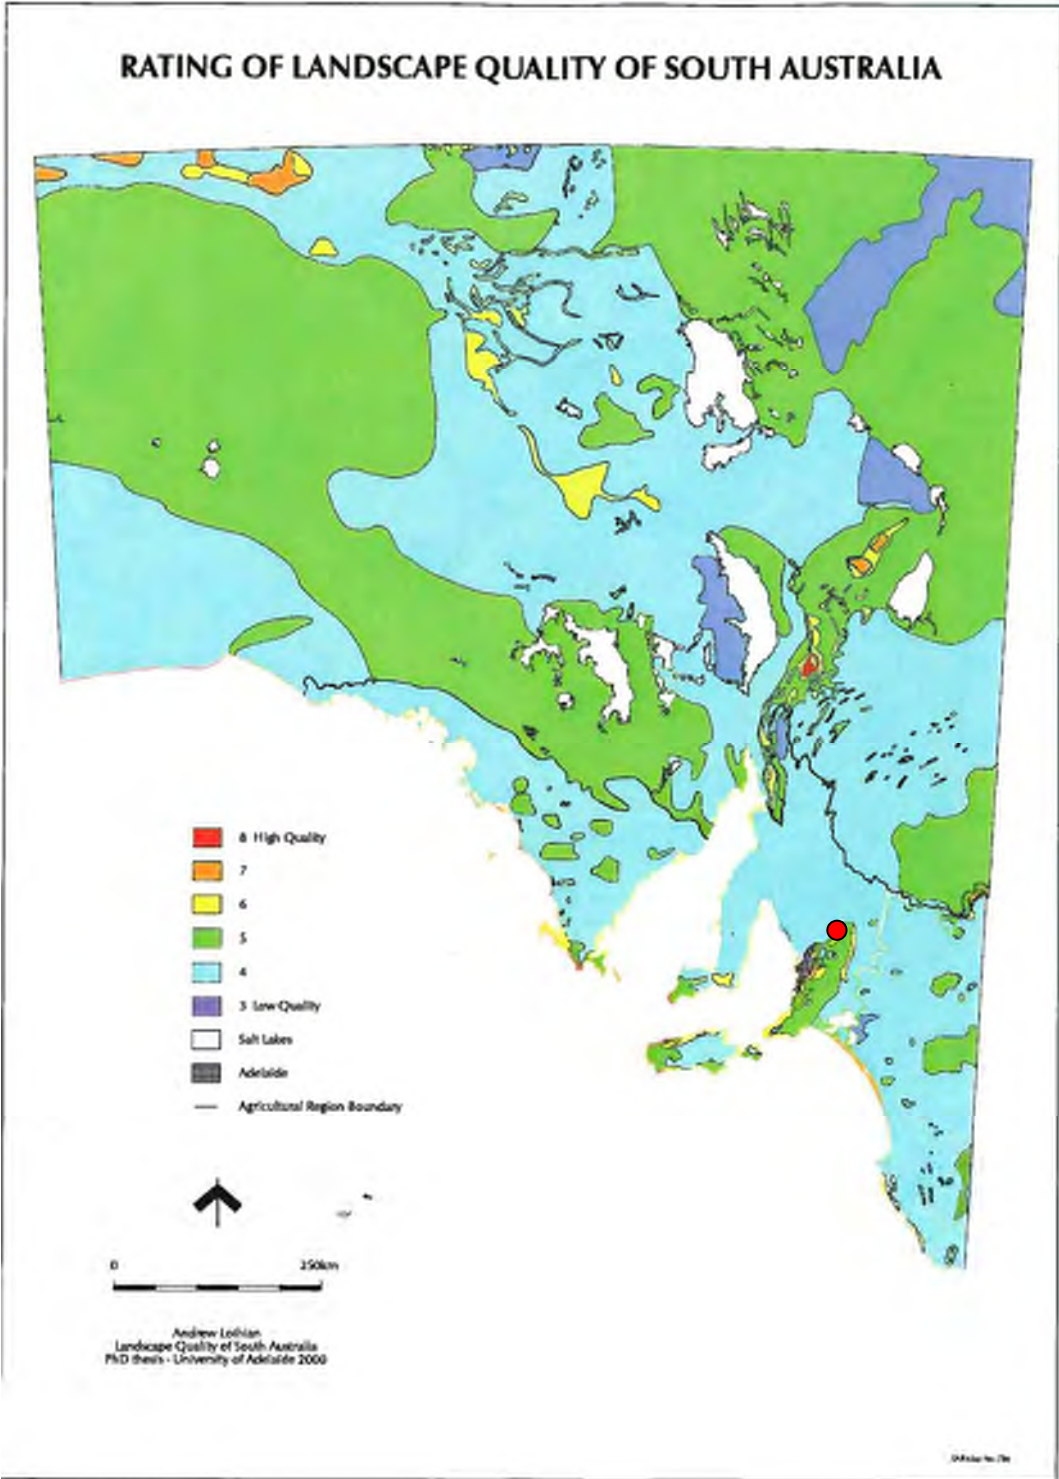 RATING OF LANDSCAPE QUALITY OF SOUTH AUSTRALIA
8 High Quality
7
6
5
4
3 Low Quality
Salt Lakes
Adelaide
Agricultural Region Boundary
0 250km
Andrew Lothian
Landscape Quality of South Australia
PhD thesis - University of Adelaide 2000